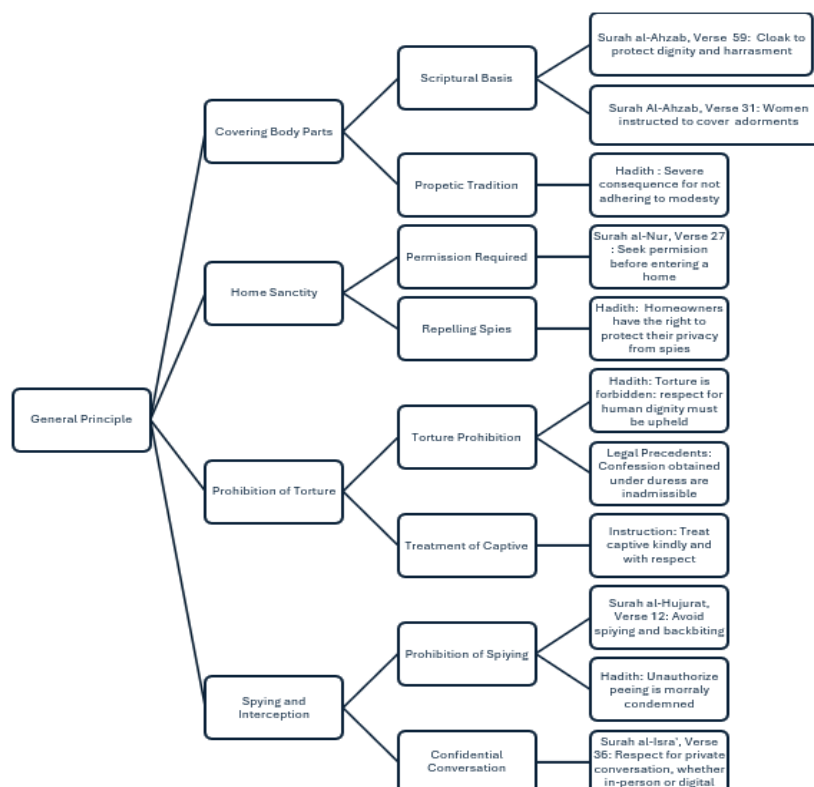 Surah al-Ahzab, Verse 59: Cloak to
protect dignity and harrasment
Scriptural Basis
Surah Al-Ahzab, Verse 31: Women
instructed to cover adorments
Covering Body Parts
Propetic Tradition
Hadith : Severe
consequence for not
adhering to modesty
Permission Required
Surah al-Nur, Verse 27
: Seek permision
before entering a
home
Home Sanctity
Repelling Spies
Hadith: Homeowners
have the right to
protect their privacy
from spies
General Principle
Hadith: Torture is
forbidden: respect for
human dignity must
be upheld
Torture Prohibition
Legal Precedents:
Confession obtained
under duress are
inadmissible
Prohibition of Torture
Treatment of Captive
Instruction: Treat
captive kindly and
with respect
Surah al-Hujurat,
Verse 12: Avoid
spiying and backbiting
Prohibition of Spiying
Hadith: Unauthorize
peeing is morraly
condemned
Spying and
Interception
Confidential
Conversation
Surah al-Isra', Verse
36: Respect for private
conversation, whether
in-person or digital